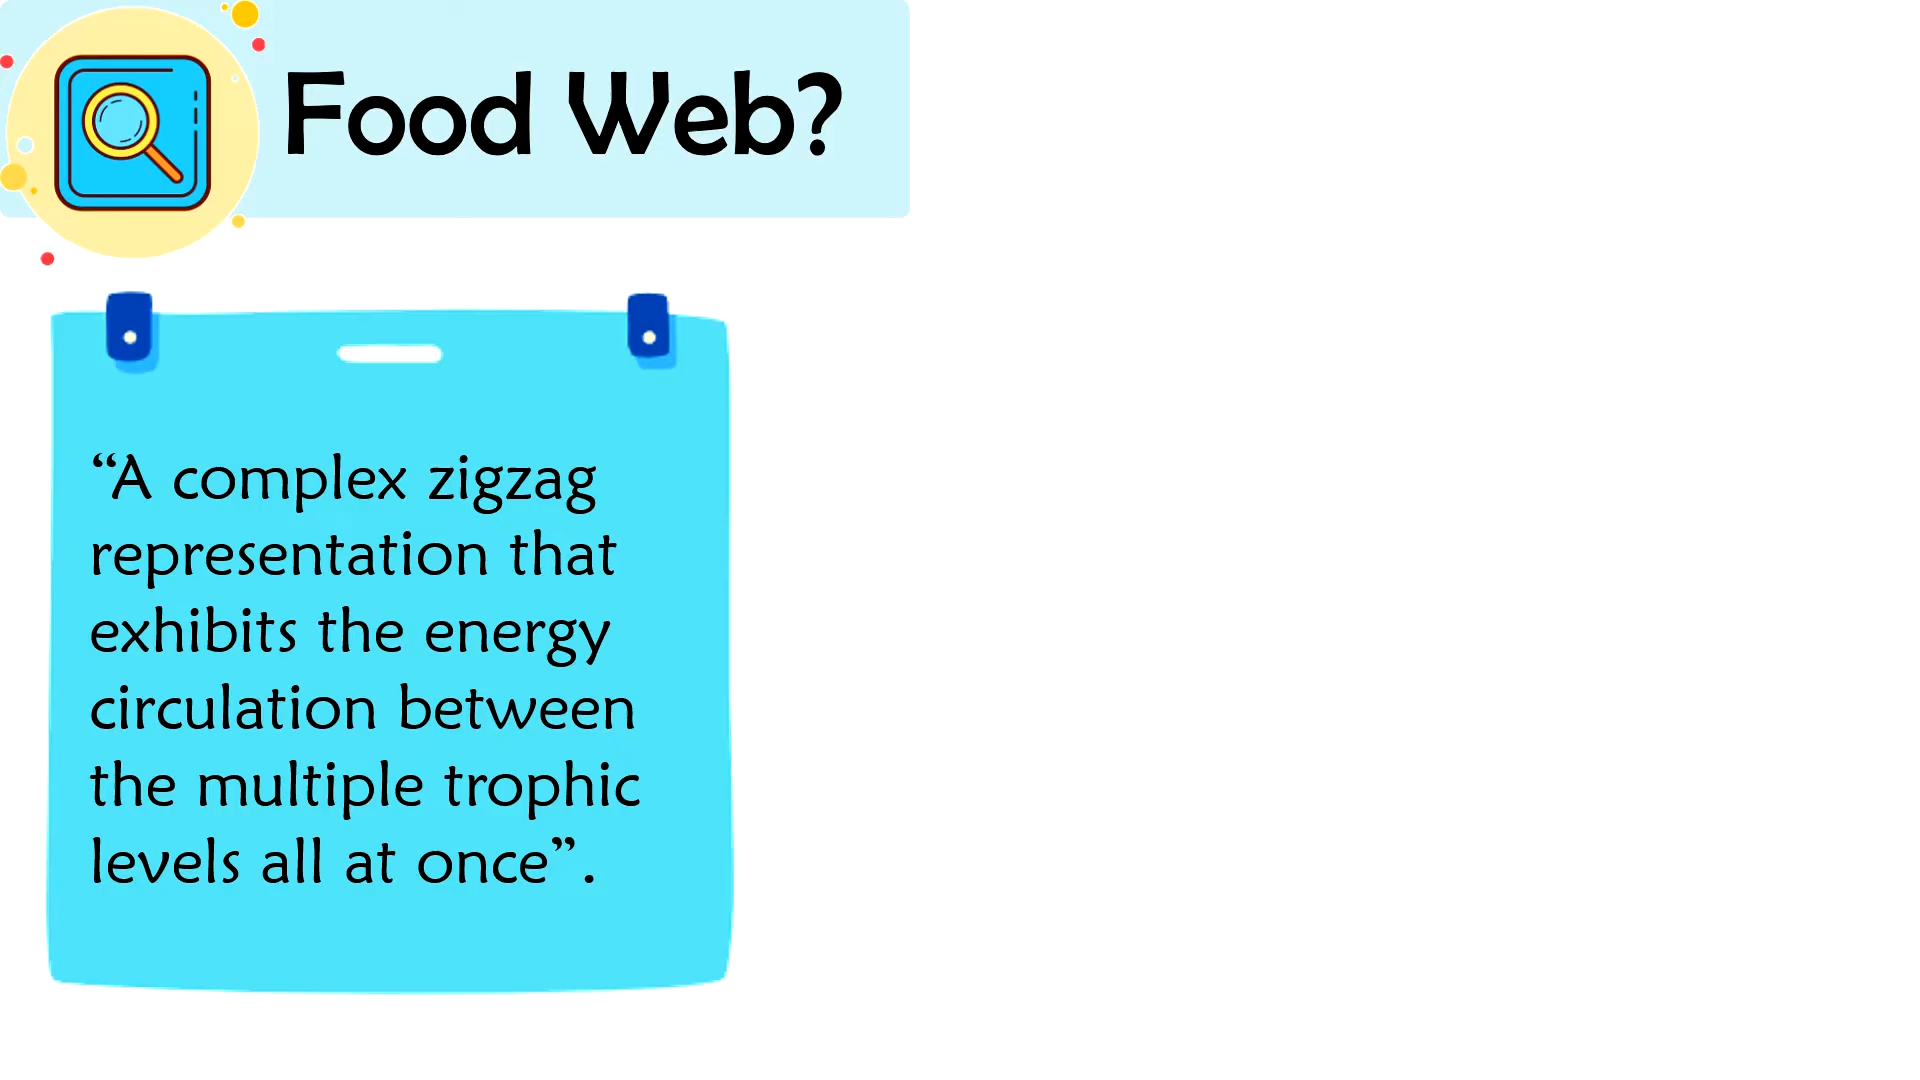 Food Web?
“A complex zigzag
representation that
exhibits the energy
circulation between
the multiple trophic
levels all at once”.